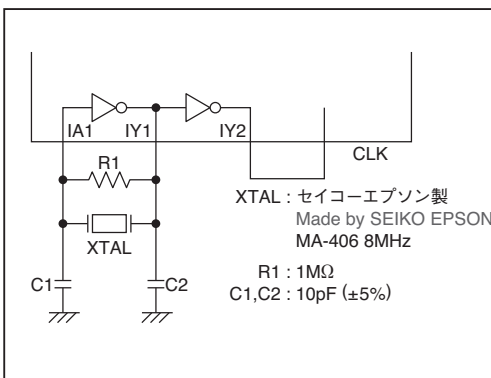 IA1 IY1 IY2
CLK
R1
XTAL
C1 C2
XTAL : セイコーエプソン製
Made by SEIKO EPSON
MA-406 8MHz
R1 : 1MΩ
C1,C2 : 10pF (±5%)